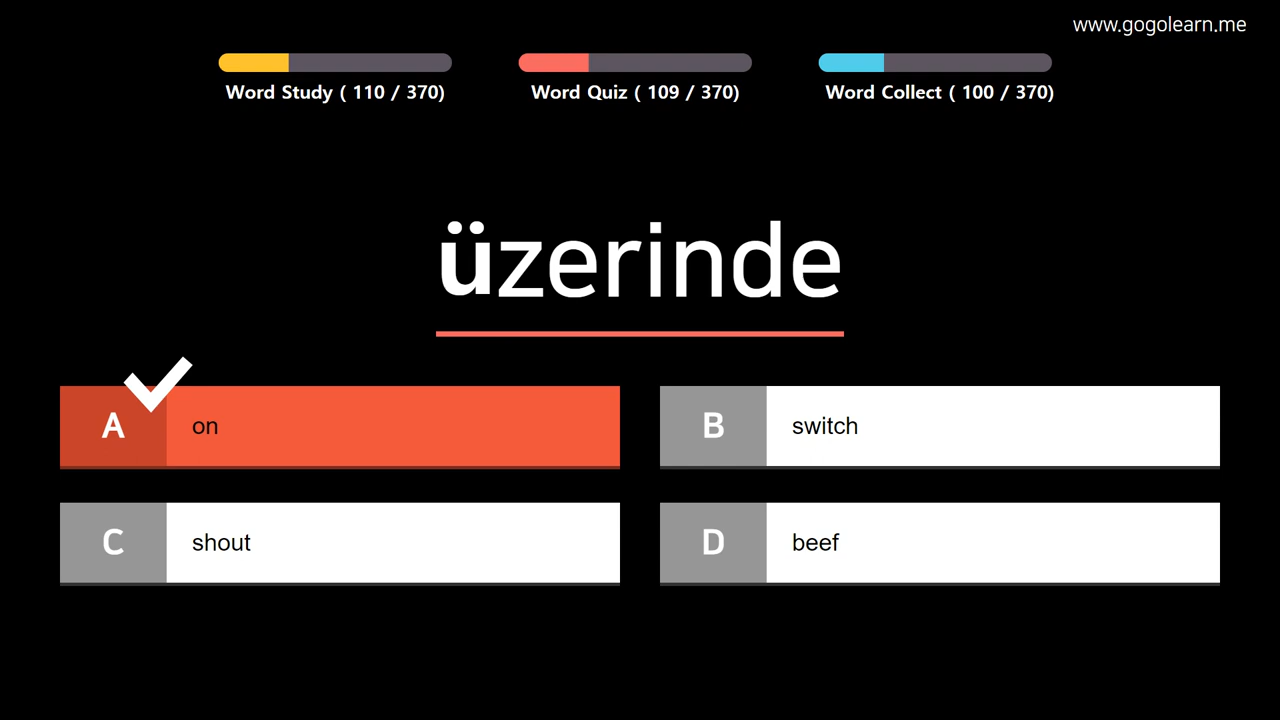 www.gogolearn.me
Word Study ( 110 / 370)
Word Quiz ( 109 / 370)
Word Collect ( 100 / 370)
üzerinde
A on
B switch
C shout
D beef